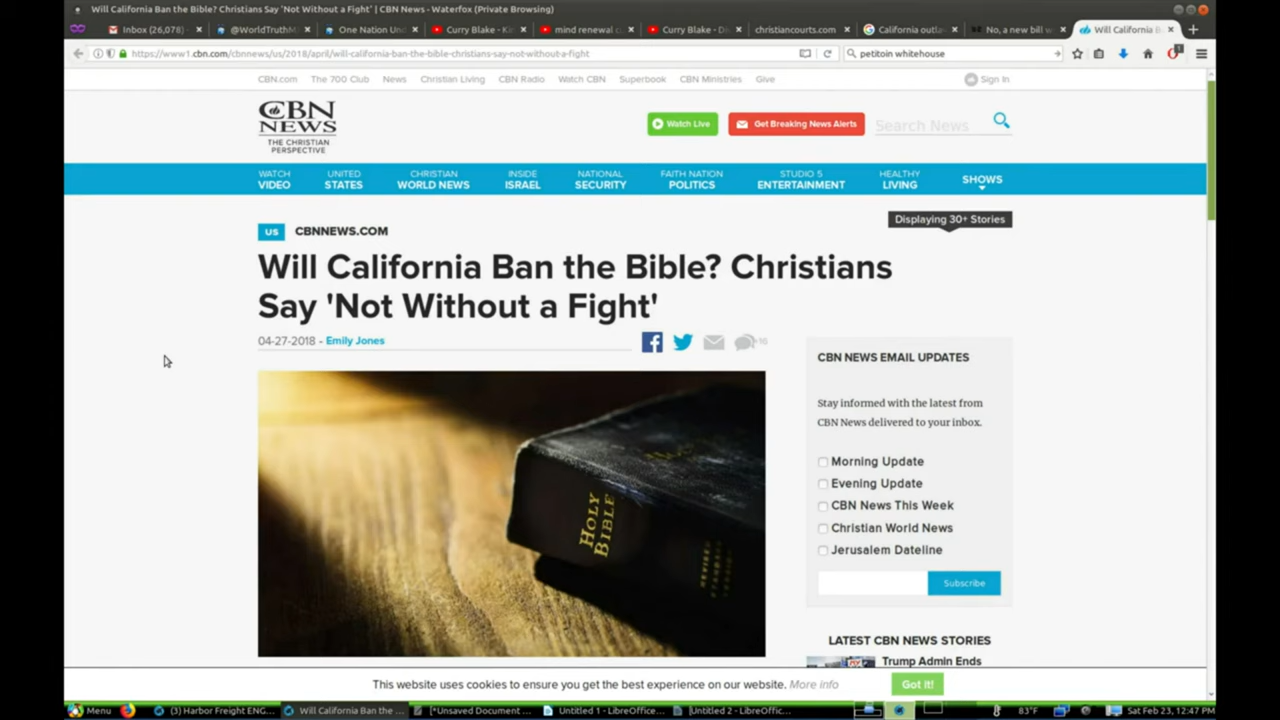 Will California Ban the Bible? Christians Say 'Not Without a Fight' | CBN News - Waterfox (Private Browsing)
Inbox (26,078)
@WorldTruthM
One Nation Und
Curry Blake - Ki
mind renewal c
Curry Blake - Di
christiancourts.com
California outla
No, a new bill w
Will California B
https://www1.cbn.com/cbnnews/us/2018/april/will-california-ban-the-bible-christians-say-not-without-a-fight
petitoin whitehouse
1
CBN.com The 700 Club News Christian Living CBN Radio Watch CBN Superbook CBN Ministries Give Sign In
CBN
NEWS
THE CHRISTIAN
PERSPECTIVE
Watch Live
Get Breaking News Alerts
Search News
WATCH VIDEO
UNITED STATES
CHRISTIAN WORLD NEWS
INSIDE ISRAEL
NATIONAL SECURITY
FAITH NATION POLITICS
STUDIO 5 ENTERTAINMENT
HEALTHY LIVING
SHOWS
Displaying 30+ Stories
US CBNNEWS.COM
Will California Ban the Bible? Christians
Say 'Not Without a Fight'
04-27-2018 - Emily Jones
HOLY
BIBLE
CBN NEWS EMAIL UPDATES
Stay informed with the latest from
CBN News delivered to your inbox.
Morning Update
Evening Update
CBN News This Week
Christian World News
Jerusalem Dateline
Subscribe
LATEST CBN NEWS STORIES
Trump Admin Ends
This website uses cookies to ensure you get the best experience on our website. More info
Got it!
Menu
(3) Harbor Freight ENG...
Will California Ban the ...
[*Unsaved Document ...
Untitled 1 - LibreOffice...
[Untitled 2 - LibreOffic...
83°F
Sat Feb 23, 12:47 PM